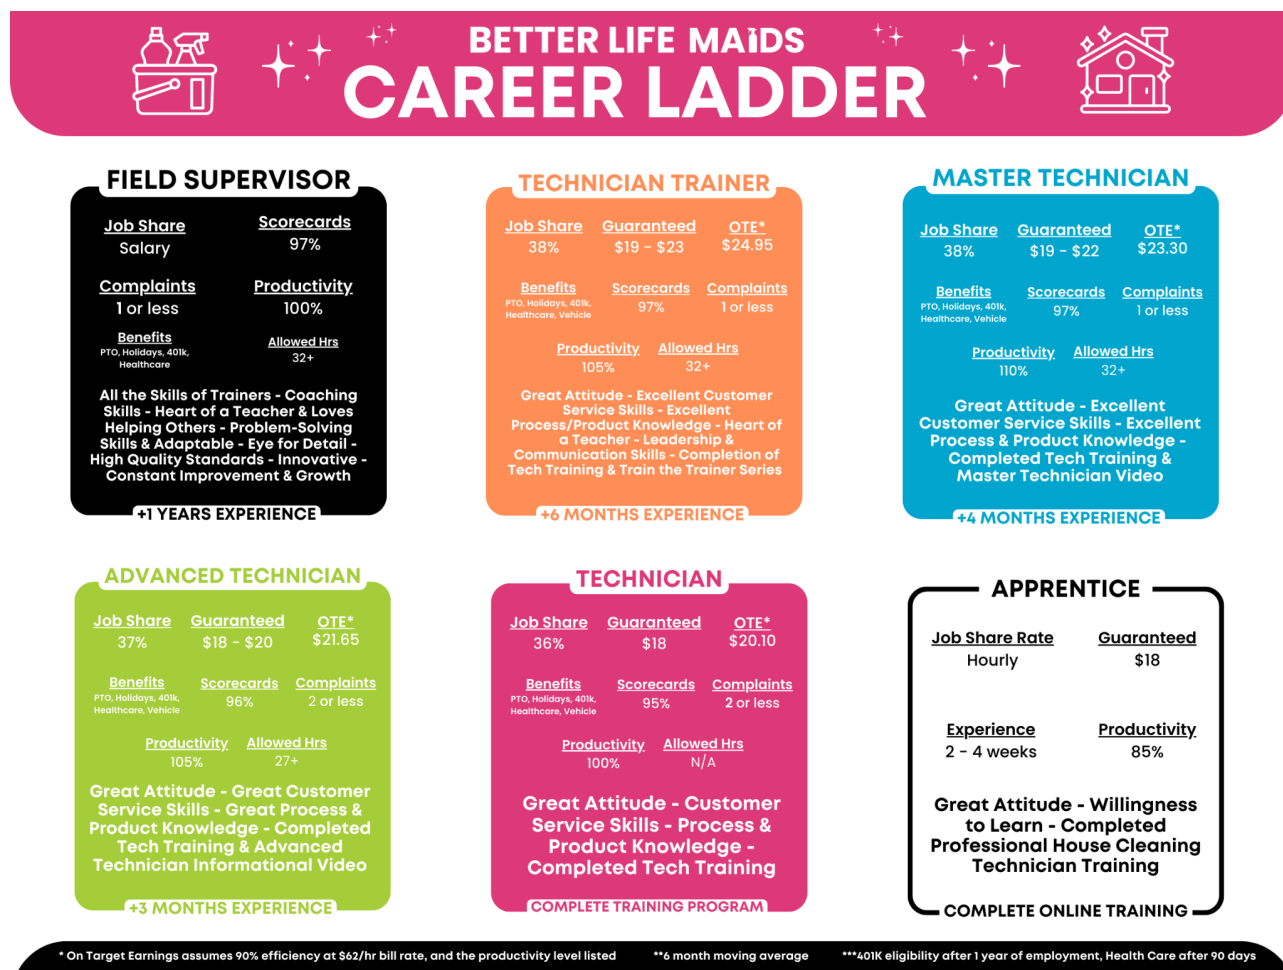 BETTER LIFE MAIDS
CAREER LADDER
FIELD SUPERVISOR
Job Share
Salary
Scorecards
97%
Complaints
1 or less
Productivity
100%
Benefits
PTO, Holidays, 401k,
Healthcare
Allowed Hrs
32+
All the Skills of Trainers - Coaching
Skills - Heart of a Teacher & Loves
Helping Others - Problem-Solving
Skills & Adaptable - Eye for Detail -
High Quality Standards - Innovative -
Constant Improvement & Growth
+1 YEARS EXPERIENCE
TECHNICIAN TRAINER
Job Share
38%
Guaranteed
$19 - $23
OTE*
$24.95
Benefits
PTO, Holidays, 401k,
Healthcare, Vehicle
Scorecards
97%
Complaints
1 or less
Productivity
105%
Allowed Hrs
32+
Great Attitude - Excellent Customer
Service Skills - Excellent
Process/Product Knowledge - Heart of
a Teacher - Leadership &
Communication Skills - Completion of
Tech Training & Train the Trainer Series
+6 MONTHS EXPERIENCE
MASTER TECHNICIAN
Job Share
38%
Guaranteed
$19 - $22
OTE*
$23.30
Benefits
PTO, Holidays, 401k,
Healthcare, Vehicle
Scorecards
97%
Complaints
1 or less
Productivity
110%
Allowed Hrs
32+
Great Attitude - Excellent
Customer Service Skills - Excellent
Process & Product Knowledge -
Completed Tech Training &
Master Technician Video
+4 MONTHS EXPERIENCE
ADVANCED TECHNICIAN
Job Share
37%
Guaranteed
$18 - $20
OTE*
$21.65
Benefits
PTO, Holidays, 401k,
Healthcare, Vehicle
Scorecards
96%
Complaints
2 or less
Productivity
105%
Allowed Hrs
27+
Great Attitude - Great Customer
Service Skills - Great Process &
Product Knowledge - Completed
Tech Training & Advanced
Technician Informational Video
+3 MONTHS EXPERIENCE
TECHNICIAN
Job Share
36%
Guaranteed
$18
OTE*
$20.10
Benefits
PTO, Holidays, 401k,
Healthcare, Vehicle
Scorecards
95%
Complaints
2 or less
Productivity
100%
Allowed Hrs
N/A
Great Attitude - Customer
Service Skills - Process &
Product Knowledge -
Completed Tech Training
COMPLETE TRAINING PROGRAM
APPRENTICE
Job Share Rate
Hourly
Guaranteed
$18
Experience
2 - 4 weeks
Productivity
85%
Great Attitude - Willingness
to Learn - Completed
Professional House Cleaning
Technician Training
COMPLETE ONLINE TRAINING
* On Target Earnings assumes 90% efficiency at $62/hr bill rate, and the productivity level listed
**6 month moving average
***401K eligibility after 1 year of employment, Health Care after 90 days